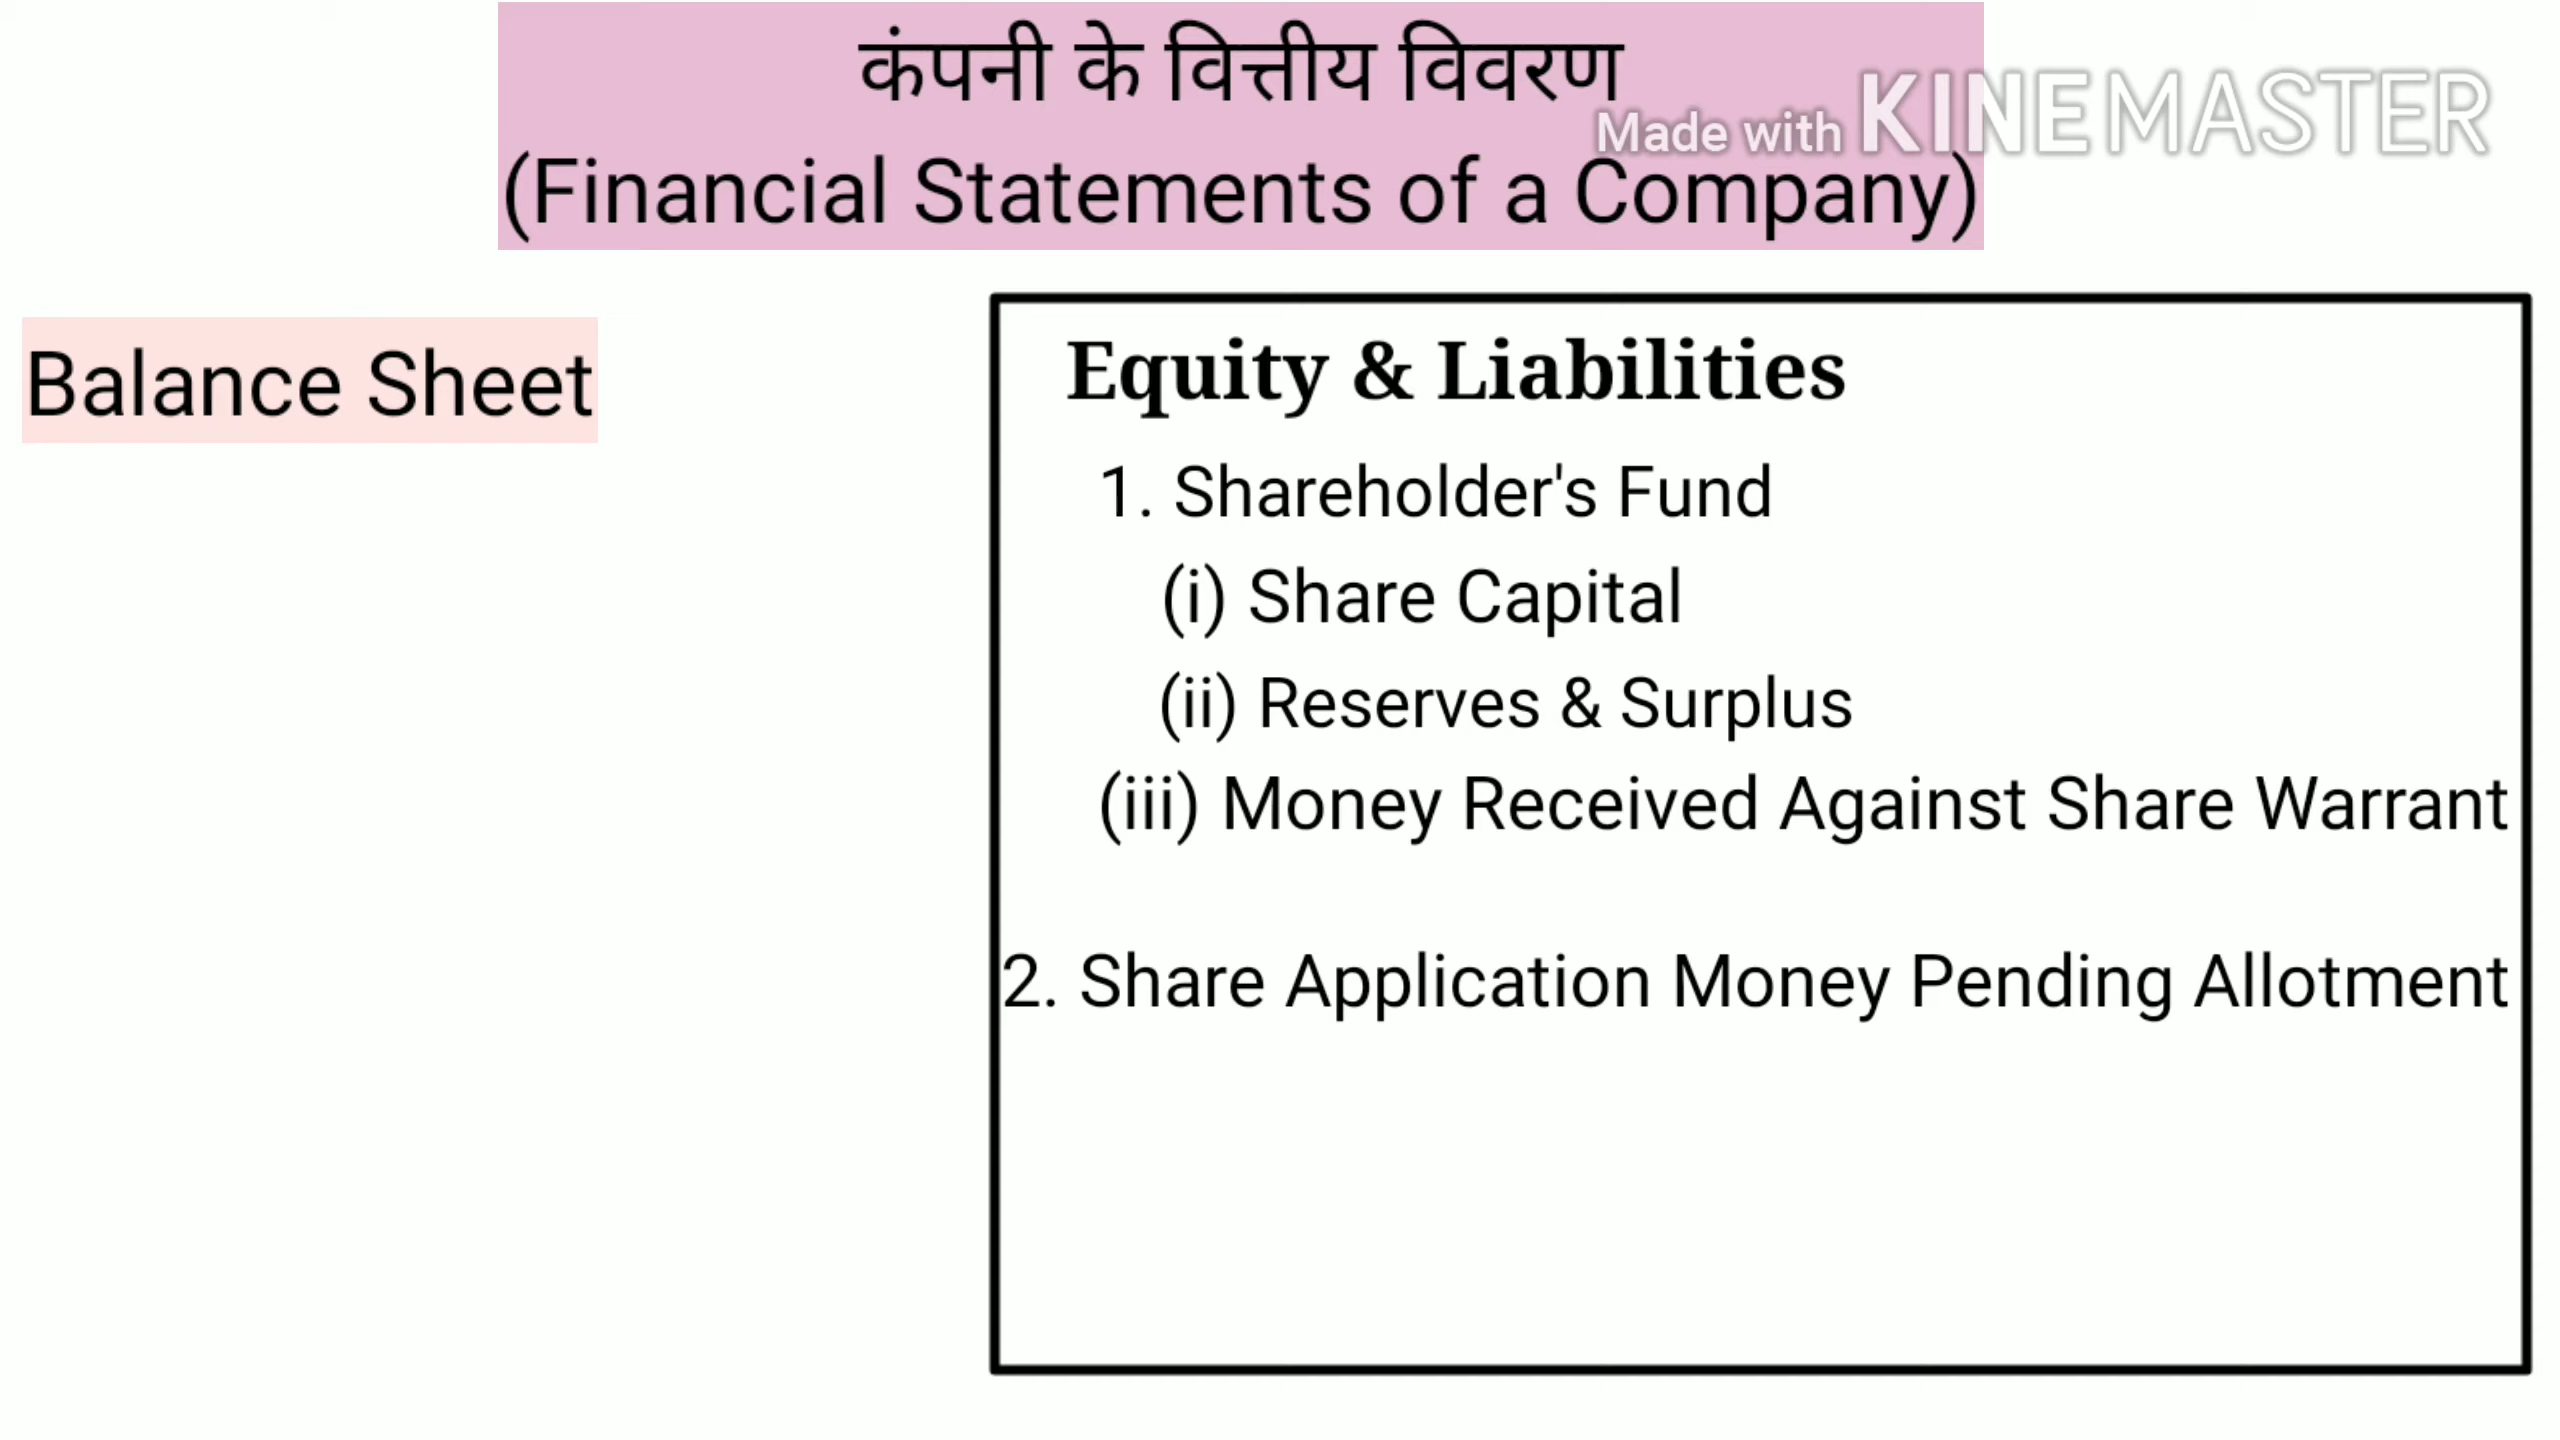 कंपनी के वित्तीय विवरण
Made with KINEMASTER
(Financial Statements of a Company)
Balance Sheet
Equity & Liabilities
1. Shareholder's Fund
(i) Share Capital
(ii) Reserves & Surplus
(iii) Money Received Against Share Warrant
2. Share Application Money Pending Allotment